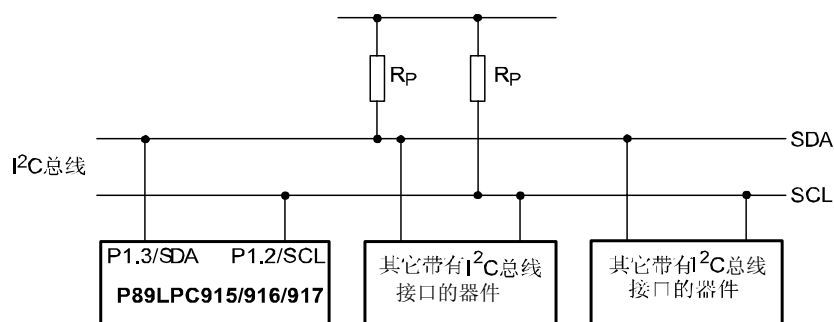 R_P
R_P
SDA
I²C总线
SCL
P1.3/SDA
P1.2/SCL
P89LPC915/916/917
其它带有I²C总线
接口的器件
其它带有I²C总线
接口的器件